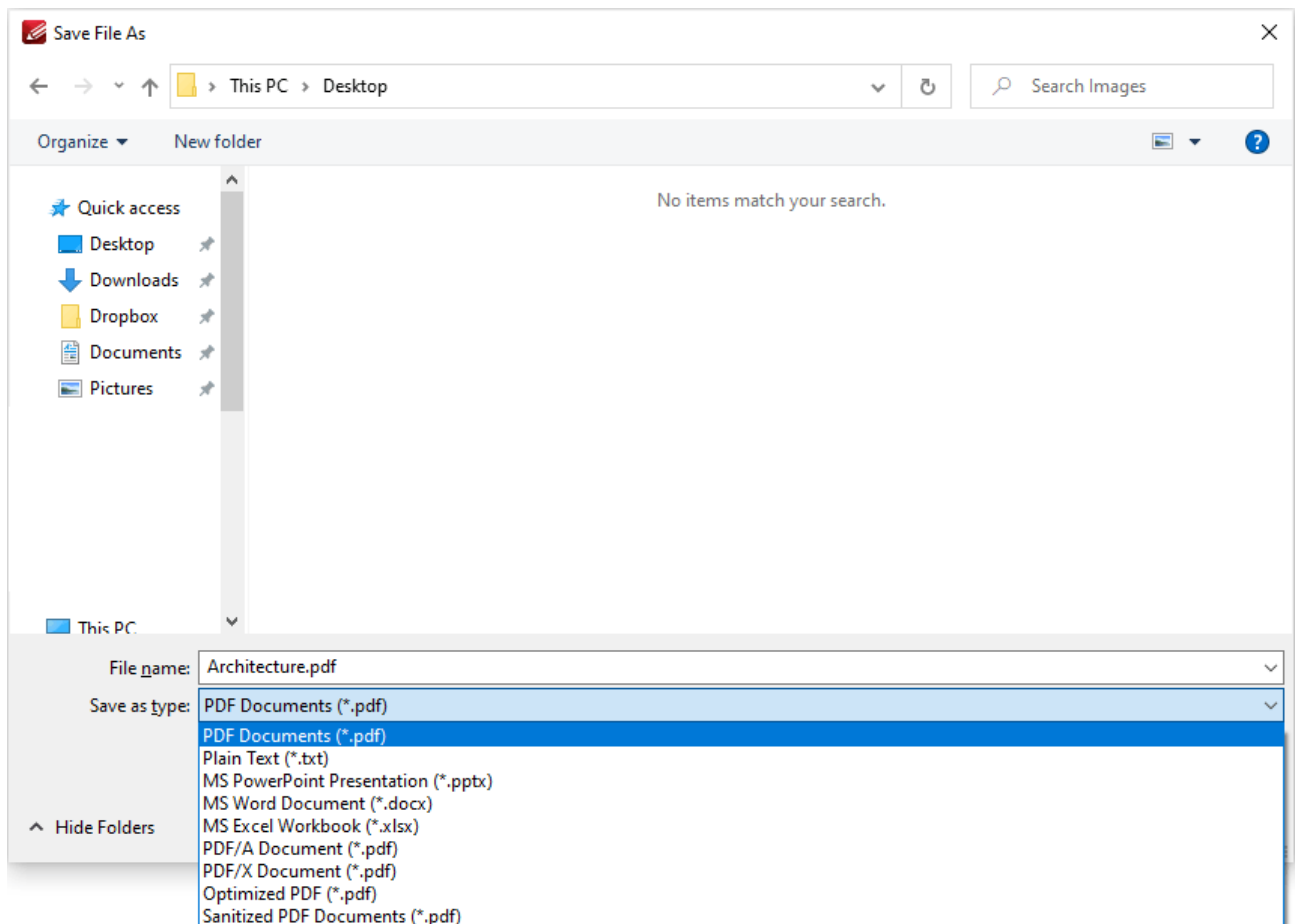 Save File As
This PC > Desktop
Search Images
Organize
New folder
?
No items match your search.
Quick access
Desktop
Downloads
Dropbox
Documents
Pictures
This PC
File name: Architecture.pdf
Save as type: PDF Documents (*.pdf)
PDF Documents (*.pdf)
Plain Text (*.txt)
MS PowerPoint Presentation (*.pptx)
MS Word Document (*.docx)
MS Excel Workbook (*.xlsx)
Hide Folders
PDF/A Document (*.pdf)
PDF/X Document (*.pdf)
Optimized PDF (*.pdf)
Sanitized PDF Documents (*.pdf)